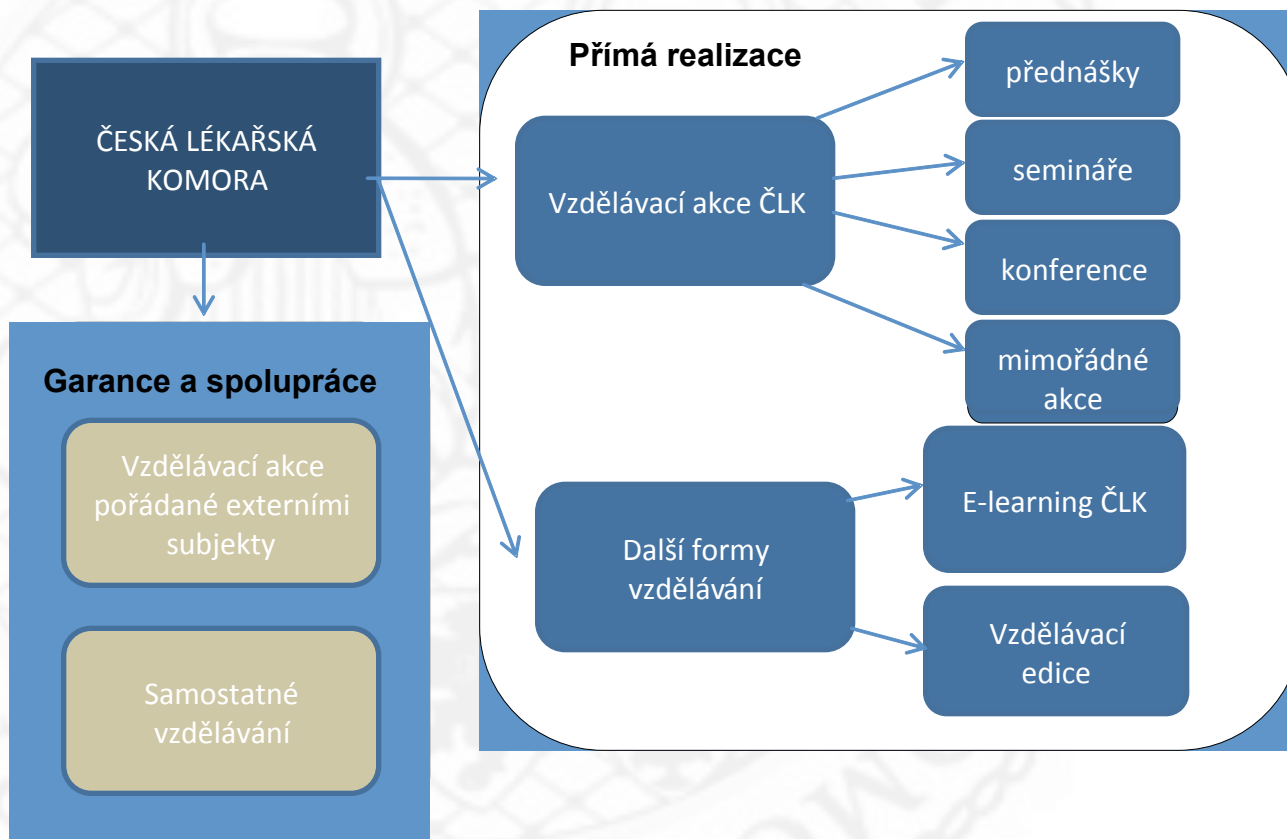 ČESKÁ LÉKAŘSKÁ
KOMORA
Garance a spolupráce
Vzdělávací akce
pořádané externími
subjekty
Samostatné
vzdělávání
Přímá realizace
Vzdělávací akce ČLK
přednášky
semináře
konference
mimořádné
akce
Další formy
vzdělávání
E-learning ČLK
Vzdělávací
edice